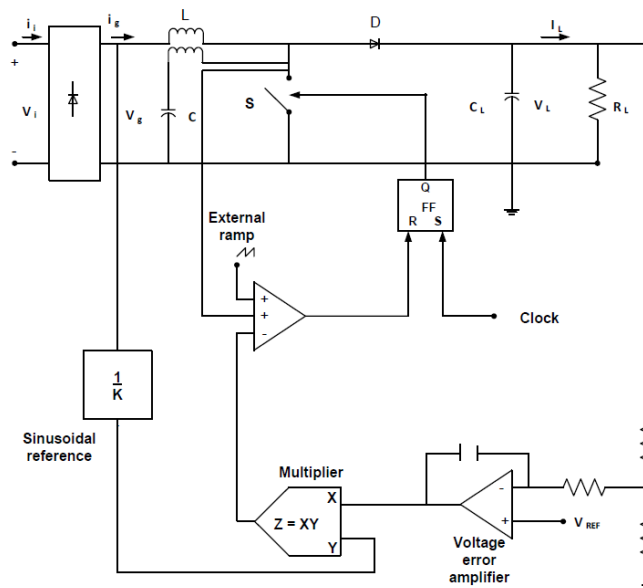 i i
i g
L
D
I L
+
V i
-
V g
C
S
C L
V L
R L
Q
FF
R S
External
ramp
+
+
-
Clock
1
K
Sinusoidal
reference
Multiplier
X
Z = XY
Y
-
+
V REF
Voltage
error
amplifier